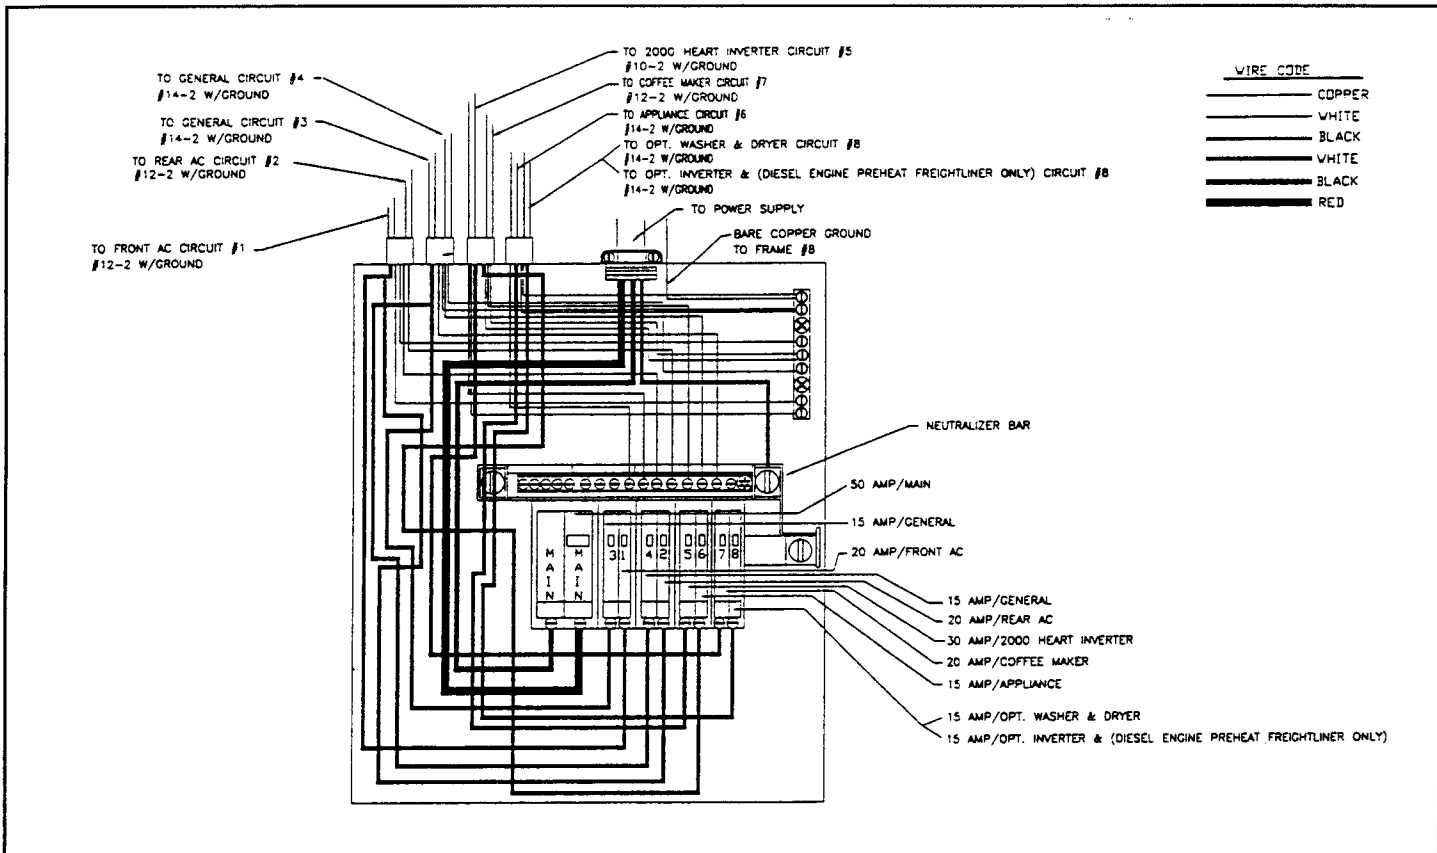 TO 2000 HEART INVERTER CIRCUIT #5
#10-2 W/GROUND
TO COFFEE MAKER CIRCUIT #7
#12-2 W/GROUND
TO APPLIANCE CIRCUIT #6
#14-2 W/GROUND
TO OPT. WASHER & DRYER CIRCUIT #8
#14-2 W/GROUND
TO OPT. INVERTER & (DIESEL ENGINE PREHEAT FREIGHTLINER ONLY) CIRCUIT #8
#14-2 W/GROUND
TO GENERAL CIRCUIT #4
#14-2 W/GROUND
TO GENERAL CIRCUIT #3
#14-2 W/GROUND
TO REAR AC CIRCUIT #2
#12-2 W/GROUND
TO FRONT AC CIRCUIT #1
#12-2 W/GROUND
TO POWER SUPPLY
BARE COPPER GROUND
TO FRAME #8
WIRE CODE
COPPER
WHITE
BLACK
WHITE
BLACK
RED
NEUTRALIZER BAR
50 AMP/MAIN
15 AMP/GENERAL
20 AMP/FRONT AC
MAIN
MAIN
3 1
4 2
5 6
7 8
15 AMP/GENERAL
20 AMP/REAR AC
30 AMP/2000 HEART INVERTER
20 AMP/COFFEE MAKER
15 AMP/APPLIANCE
15 AMP/OPT. WASHER & DRYER
15 AMP/OPT. INVERTER & (DIESEL ENGINE PREHEAT FREIGHTLINER ONLY)